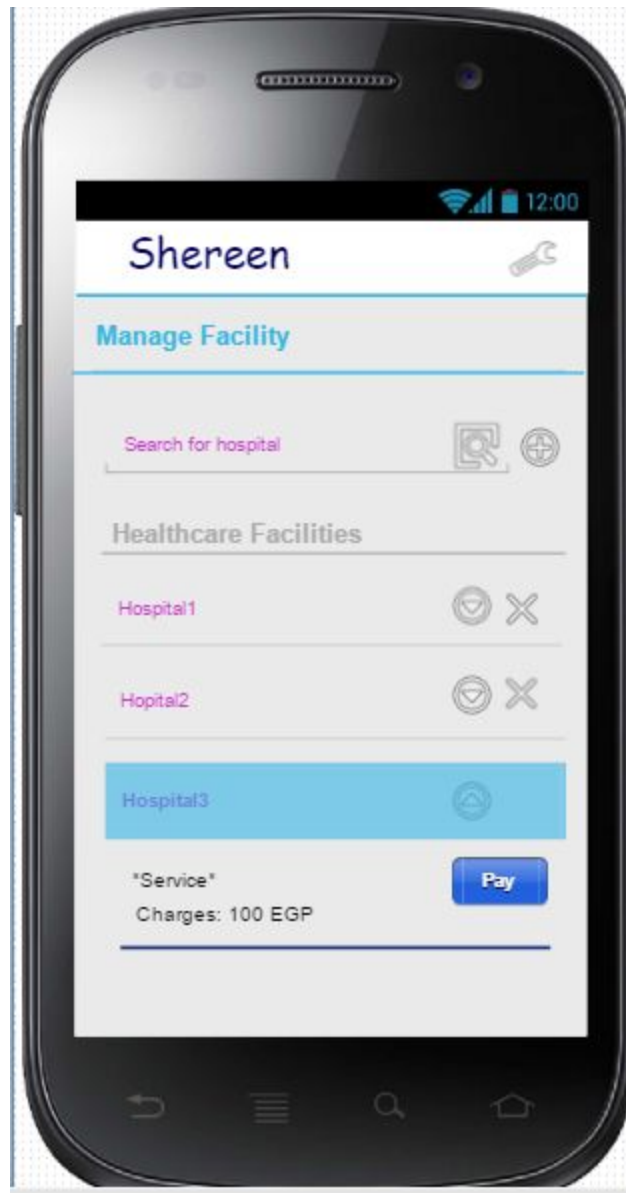 12:00
Shereen
Manage Facility
Search for hospital
Healthcare Facilities
Hospital1
Hopital2
Hospital3
"Service"
Pay
Charges: 100 EGP